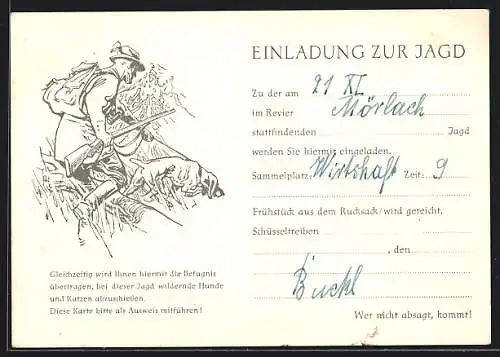 EINLADUNG ZUR JAGD
Zu der am 21 XI
im Revier Mörlach
stattfindenden Jagd
werden Sie hiermit eingeladen.
Sammelplatz: Wirtshaft Zeit: 9
Frühstück aus dem Rucksack/wird gereicht.
Schüsseltreiben
, den
Buckl
Wer nicht absagt, kommt!
Gleichzeitig wird Ihnen hiermit die Befugnis
übertragen, bei dieser Jagd wildernde Hunde
und Katzen abzuschießen.
Diese Karte bitte als Ausweis mitführen!